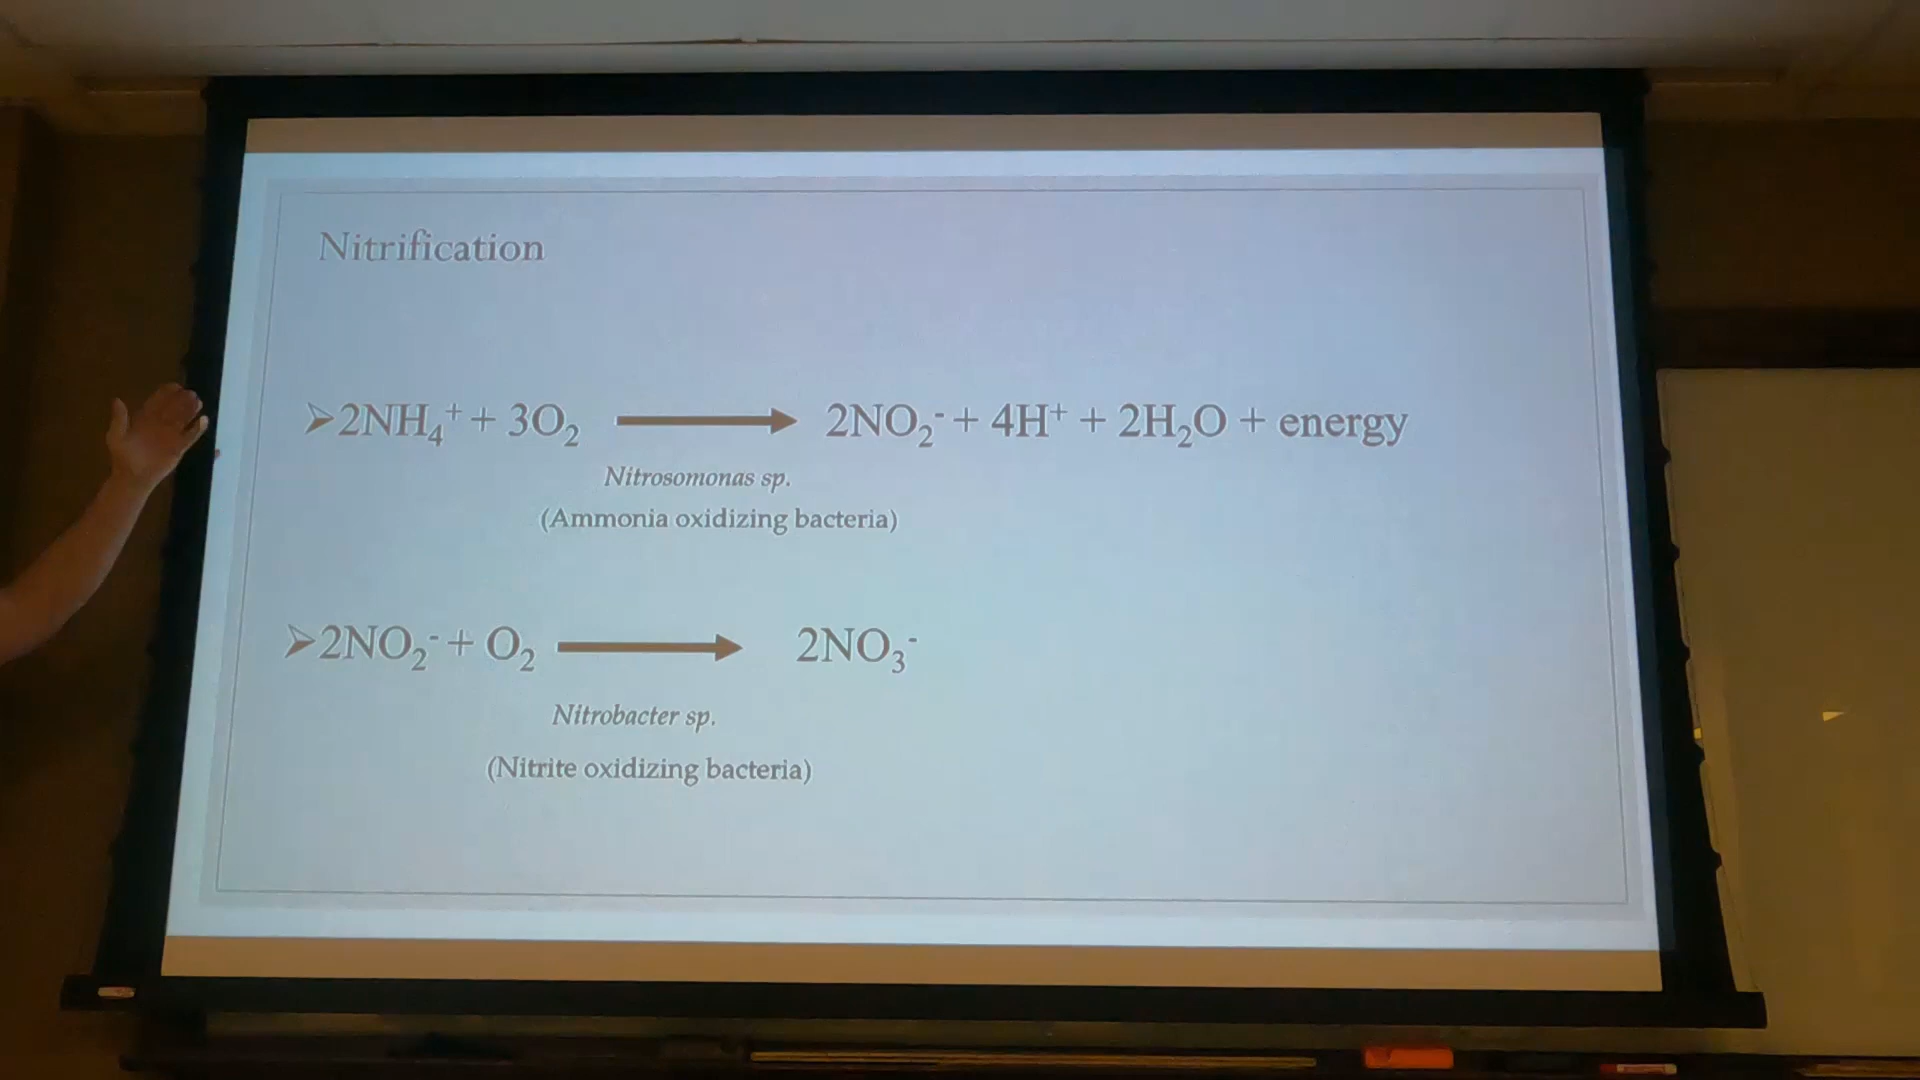 Nitrification
➢2NH₄⁺ + 3O₂ ⟶ 2NO₂⁻ + 4H⁺ + 2H₂O + energy
Nitrosomonas sp.
(Ammonia oxidizing bacteria)
➢2NO₂⁻ + O₂ ⟶ 2NO₃⁻
Nitrobacter sp.
(Nitrite oxidizing bacteria)